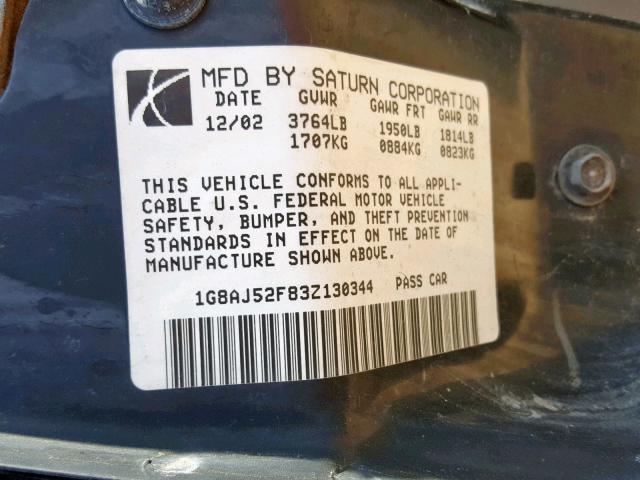 MFD BY SATURN CORPORATION
DATE GVWR GAWR FRT GAWR RR
12/02 3764LB 1950LB 1814LB
1707KG 0884KG 0823KG
THIS VEHICLE CONFORMS TO ALL APPLI-
CABLE U.S. FEDERAL MOTOR VEHICLE
SAFETY, BUMPER, AND THEFT PREVENTION
STANDARDS IN EFFECT ON THE DATE OF
MANUFACTURE SHOWN ABOVE.
1G8AJ52F83Z130344 PASS CAR